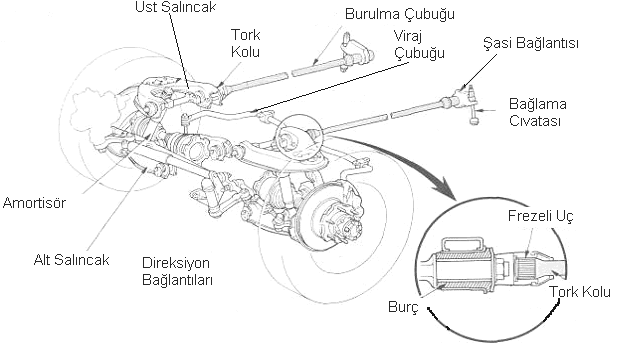 Ust Salıncak
Burulma Çubuğu
Tork
Kolu
Viraj
Çubuğu
Şasi Bağlantısı
Bağlama
Cıvatası
Amortisör
Alt Salıncak
Direksiyon
Bağlantıları
Frezeli Uç
Burç
Tork Kolu